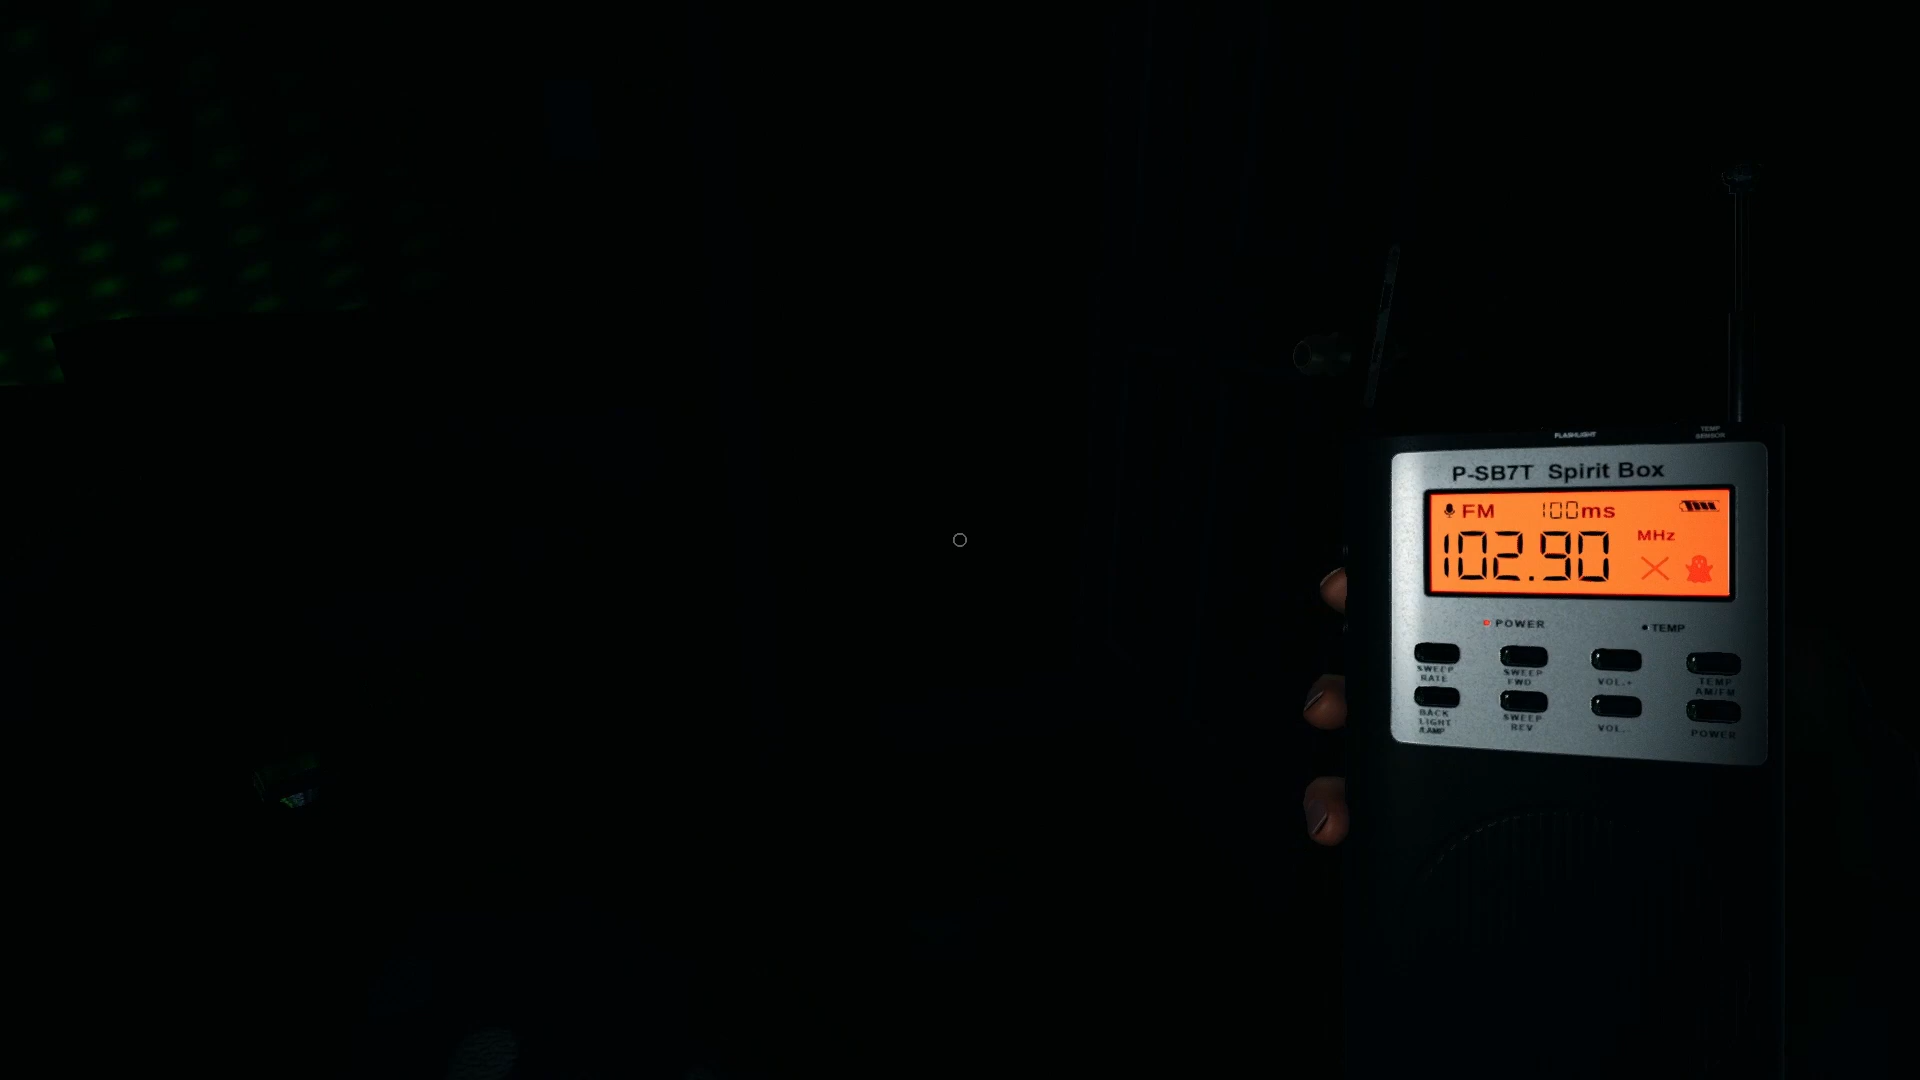 FLASHLIGHT
TEMP
SENSOR
P-SB7T Spirit Box
FM 100ms
102.90 MHz
POWER
TEMP
SWEEP
RATE
SWEEP
FWD
VOL.+
TEMP
AM/FM
BACK
LIGHT
/LAMP
SWEEP
REV
VOL.-
POWER